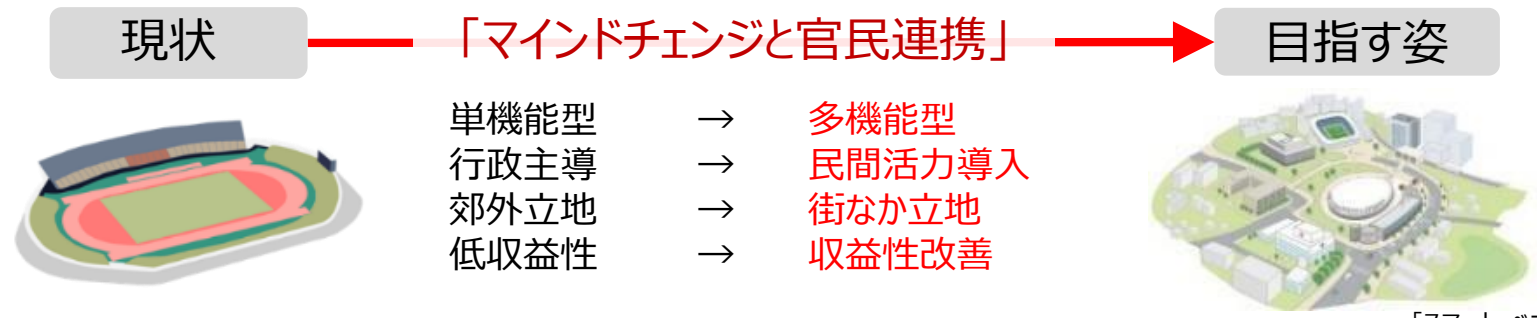 現状
「マインドチェンジと官民連携」
目指す姿
単機能型 → 多機能型
行政主導 → 民間活力導入
郊外立地 → 街なか立地
低収益性 → 収益性改善